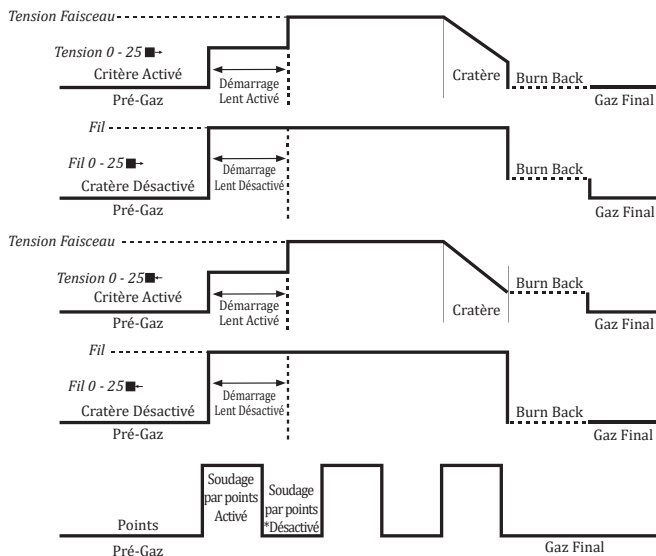 Tension Faisceau
Tension 0 - 25
Critère Activé
Pré-Gaz
Démarrage
Lent Activé
Cratère
Burn Back
Gaz Final
Fil
Fil 0 - 25
Cratère Désactivé
Pré-Gaz
Démarrage
Lent Désactivé
Burn Back
Gaz Final
Tension Faisceau
Tension 0 - 25
Critère Activé
Pré-Gaz
Démarrage
Lent Activé
Cratère
Burn Back
Gaz Final
Fil
Fil 0 - 25
Cratère Désactivé
Pré-Gaz
Démarrage
Lent Désactivé
Burn Back
Gaz Final
Points
Pré-Gaz
Soudage
par points
Activé
Soudage
par points
*Désactivé
Gaz Final